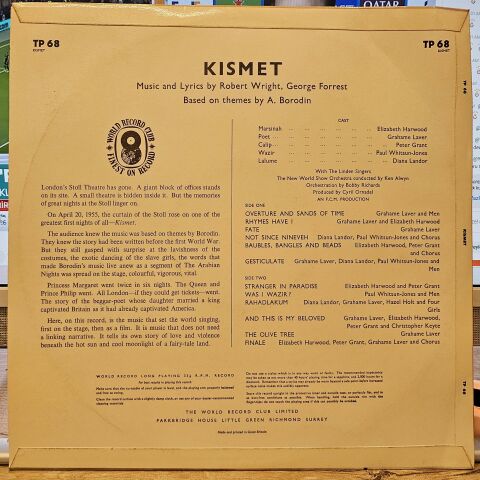 QATAR
TP 68
KISMET
TP 68
KISMET
KISMET
Music and Lyrics by Robert Wright, George Forrest
Based on themes by A. Borodin
WORLD RECORD CLUB
FINEST ON RECORD
London's Stoll Theatre has gone. A giant block of offices stands
on its site. A small theatre is hidden inside it. But the memories
of great nights at the Stoll linger on.
On April 20, 1955, the curtain of the Stoll rose on one of the
greatest first nights of all—Kismet.
The audience knew the music was based on themes by Borodin.
They knew the story had been written before the first World War.
But they still gasped with surprise at the lavishness of the
costumes, the exotic dancing of the slave girls, the words that
made Borodin's music live anew as a segment of The Arabian
Nights was spread on the stage, colourful, vigorous, vital.
Princess Margaret went twice in six nights. The Queen and
Prince Philip went. All London—if they could get tickets—went.
The story of the beggar-poet whose daughter married a king
captivated Britain as it had already captivated America.
Here, on this record, is the music that set the world singing,
first on the stage, then as a film. It is music that does not need
a linking narrative. It tells its own story of love and violence
beneath the hot sun and cool moonlight of a fairy-tale land.
CAST
Marsinah Elizabeth Harwood
Poet Grahame Laver
Calip Peter Grant
Wazir Paul Whitsun-Jones
Lalume Diana Landor
With The Linden Singers
The New World Show Orchestra conducted by Ken Alwyn
Orchestration by Bobby Richards
Produced by Cyril Ornadel
AN F.C.M. PRODUCTION
SIDE ONE
OVERTURE AND SANDS OF TIME Grahame Laver and Men
RHYMES HAVE I Grahame Laver and Elizabeth Harwood
FATE Grahame Laver
NOT SINCE NINEVEH Diana Landor, Paul Whitsun-Jones and Chorus
BAUBLES, BANGLES AND BEADS Elizabeth Harwood, Peter Grant
and Chorus
GESTICULATE Grahame Laver, Diana Landor, Paul Whitsun-Jones and
Men
SIDE TWO
STRANGER IN PARADISE Elizabeth Harwood and Peter Grant
WAS I WAZIR? Paul Whitsun-Jones and Men
RAHADLAKUM Diana Landor, Grahame Laver, Hazel Holt and Four
Girls
AND THIS IS MY BELOVED Grahame Laver, Elizabeth Harwood,
Peter Grant and Christopher Keyte
THE OLIVE TREE Grahame Laver
FINALE Elizabeth Harwood, Peter Grant, Grahame Laver and Chorus
WORLD RECORD LONG PLAYING 33⅓ R.P.M. RECORD
THE WORLD RECORD CLUB LIMITED
PARKBRIDGE HOUSE LITTLE GREEN RICHMOND SURREY
Made and printed in Great Britain
TP 68
KISMET
TP 68